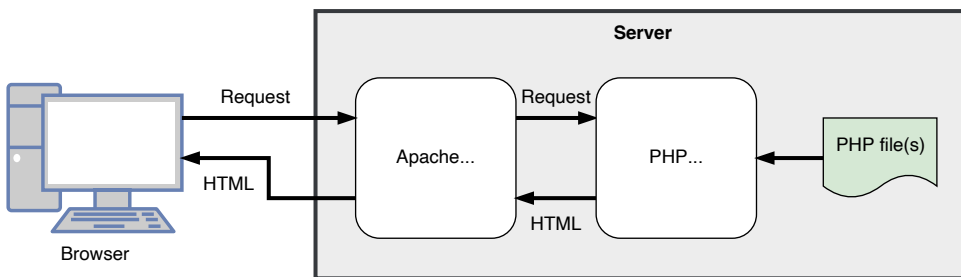 Server
Request
Request
Apache...
PHP...
PHP file(s)
HTML
HTML
Browser